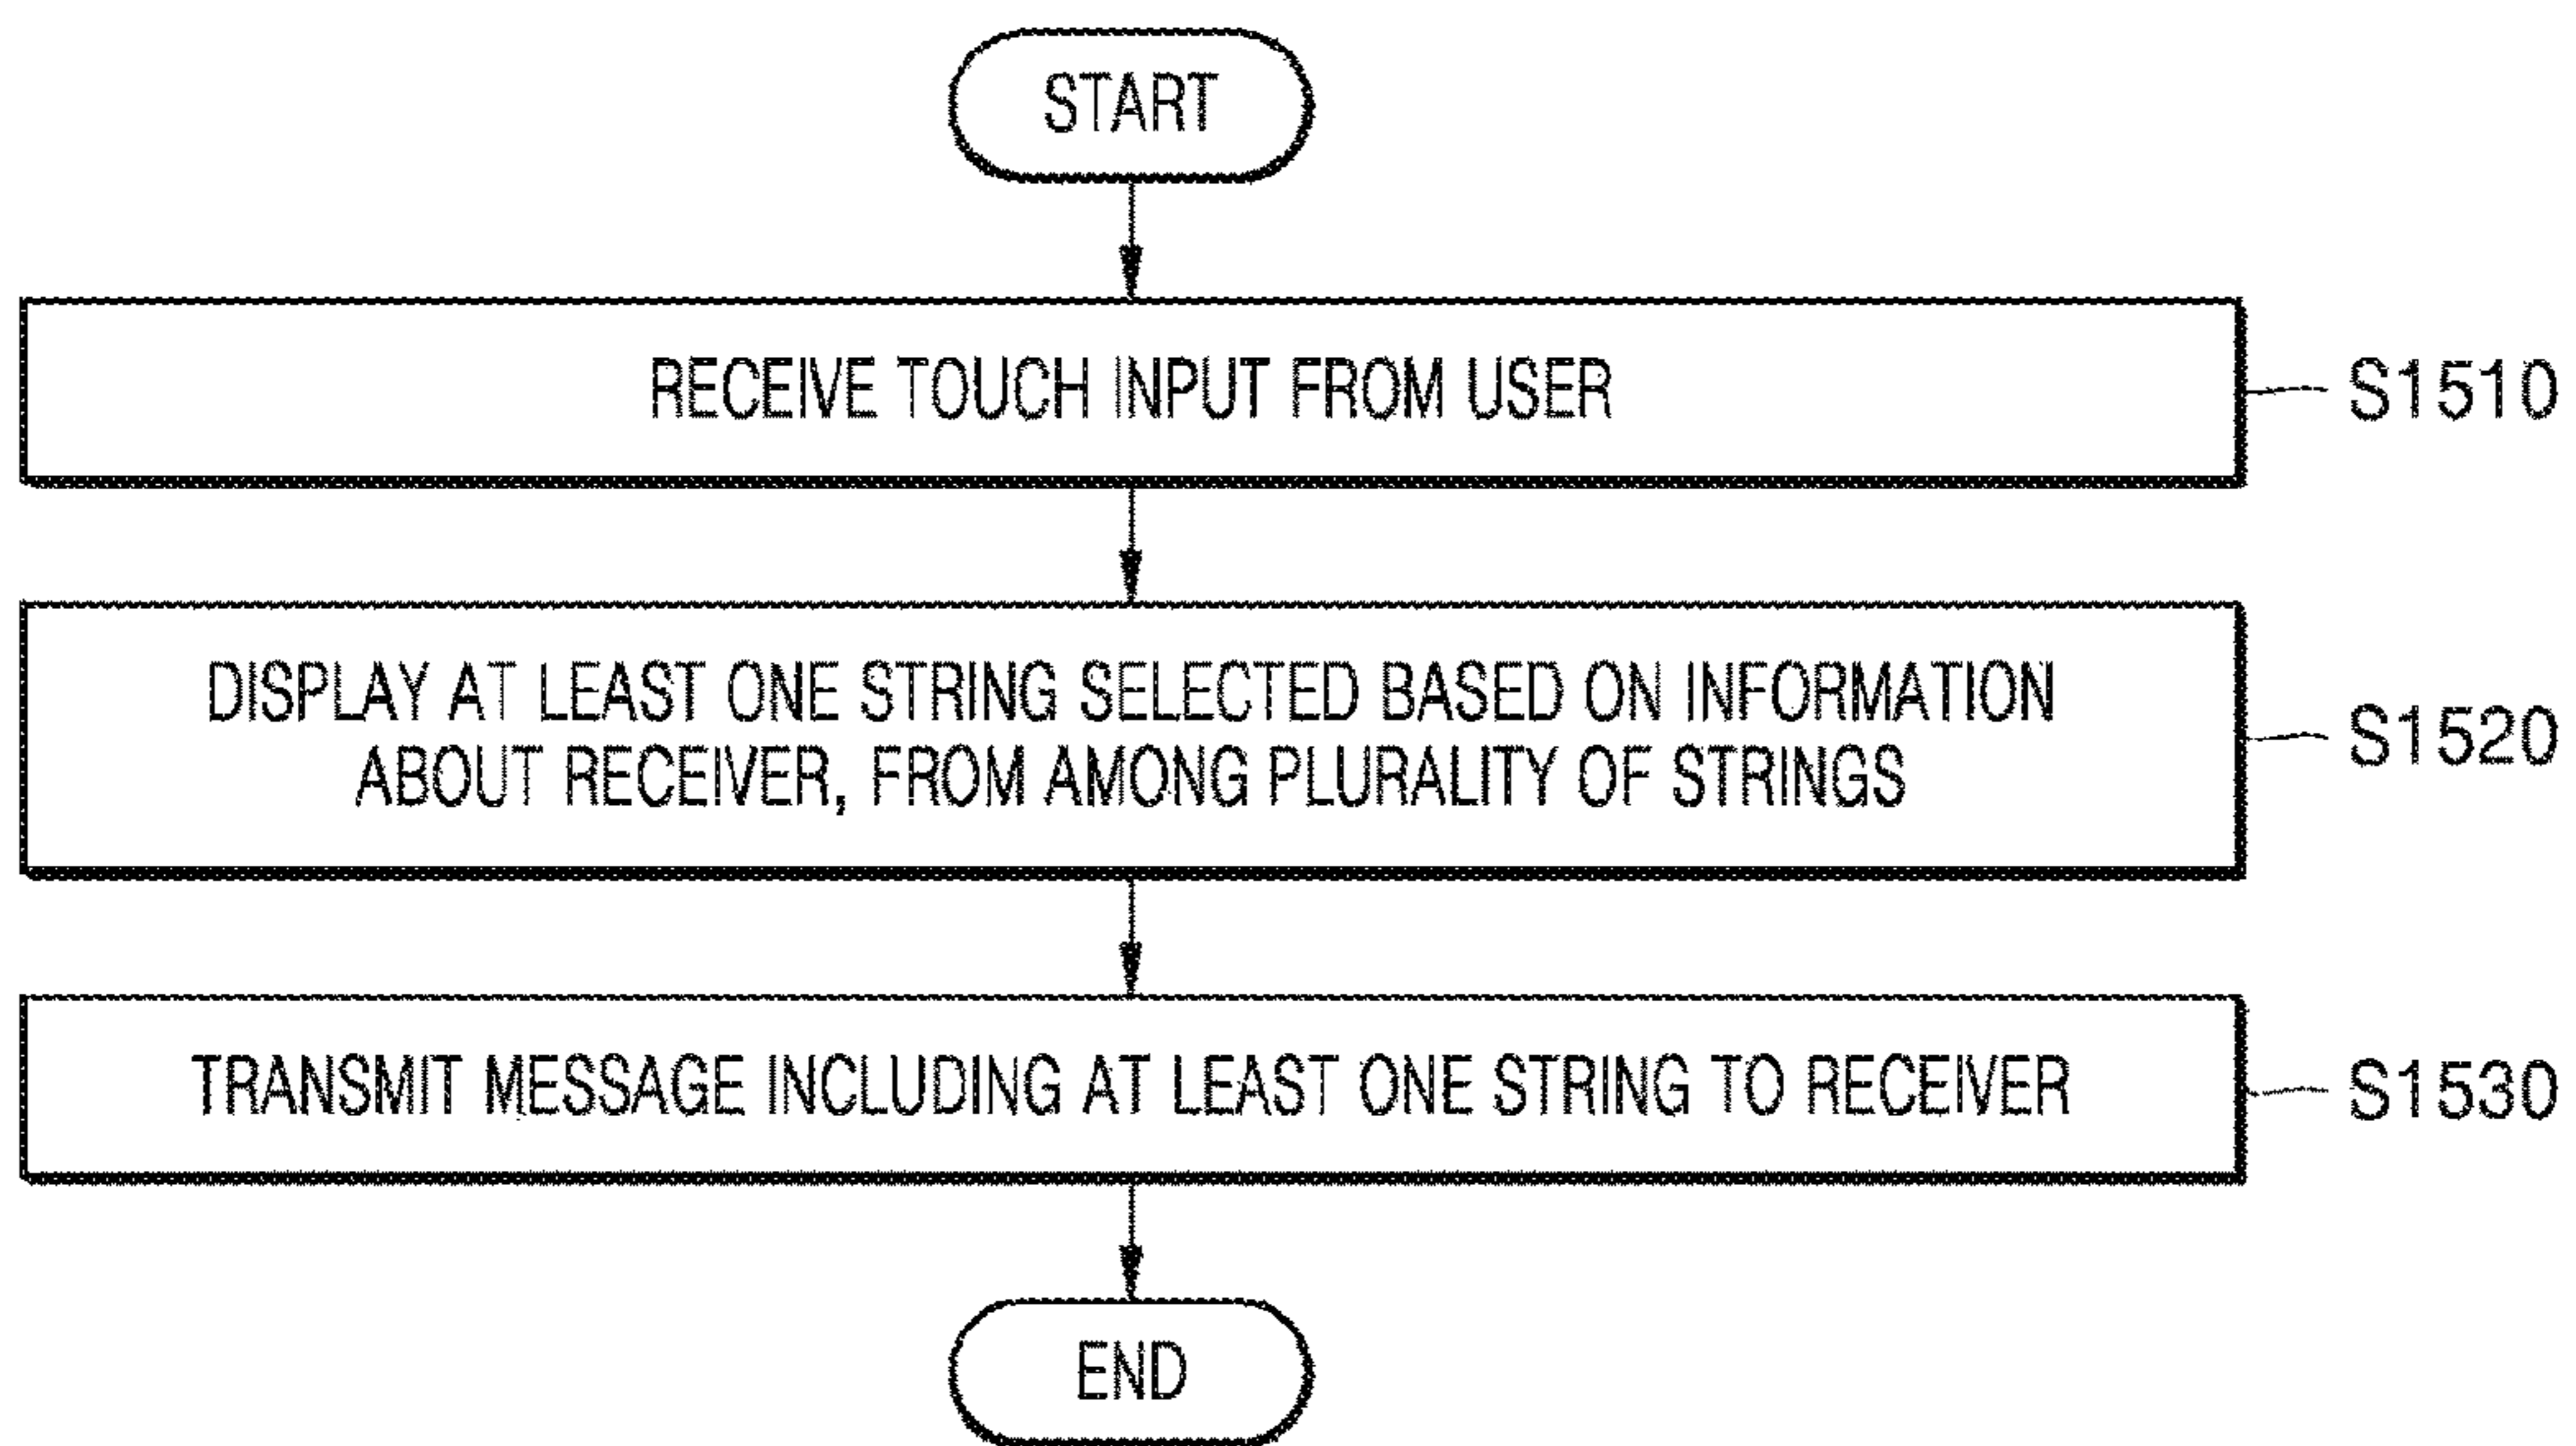 START
RECEIVE TOUCH INPUT FROM USER
S1510
DISPLAY AT LEAST ONE STRING SELECTED BASED ON INFORMATION
ABOUT RECEIVER, FROM AMONG PLURALITY OF STRINGS
S1520
TRANSMIT MESSAGE INCLUDING AT LEAST ONE STRING TO RECEIVER
S1530
END